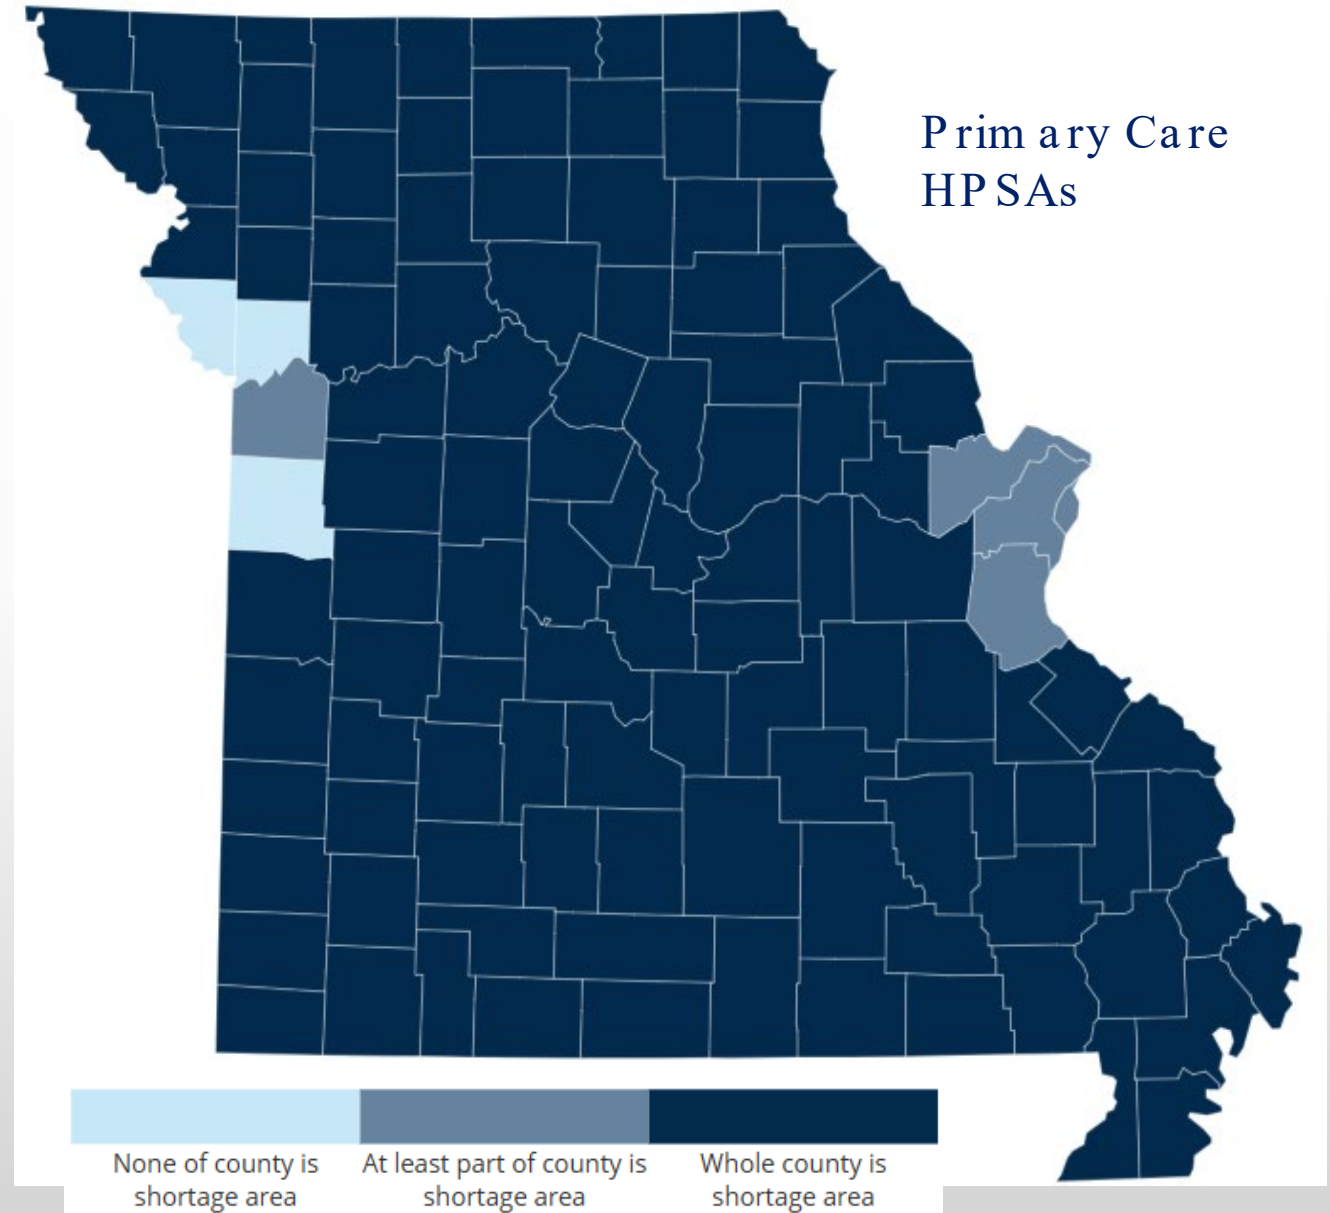 Primary Care
HPSAs
None of county is
shortage area
At least part of county is
shortage area
Whole county is
shortage area